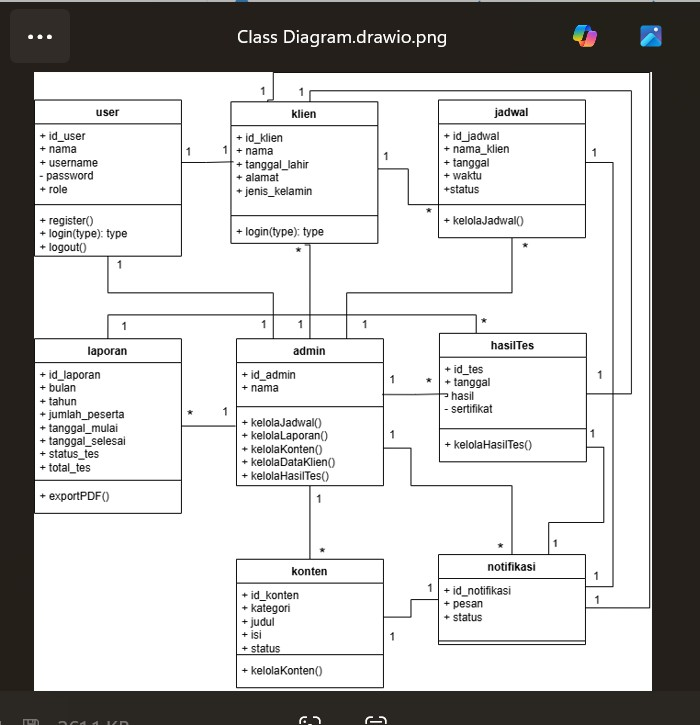 Class Diagram.drawio.png
user
+ id_user
+ nama
+ username
- password
+ role
+ register()
+ login(type): type
+ logout()
1
1
klien
+ id_klien
+ nama
+ tanggal_lahir
+ alamat
+ jenis_kelamin
+ login(type): type
1
1
1
*
*
jadwal
+ id_jadwal
+ nama_klien
+ tanggal
+ waktu
+status
+ kelolaJadwal()
1
*
1
1
1
1
1
*
laporan
+ id_laporan
+ bulan
+ tahun
+ jumlah_peserta
+ tanggal_mulai
+ tanggal_selesai
+ status_tes
+ total_tes
+ exportPDF()
*
1
admin
+ id_admin
+ nama
+ kelolaJadwal()
+ kelolaLaporan()
+ kelolaKonten()
+ kelolaDataKlien()
+ kelolaHasilTes()
1
*
1
1
hasilTes
+ id_tes
+ tanggal
- hasil
- sertifikat
+ kelolaHasilTes()
1
1
*
*
1
konten
+ id_konten
+ kategori
+ judul
+ isi
+ status
+ kelolaKonten()
1
1
notifikasi
+ id_notifikasi
+ pesan
+ status
1
1